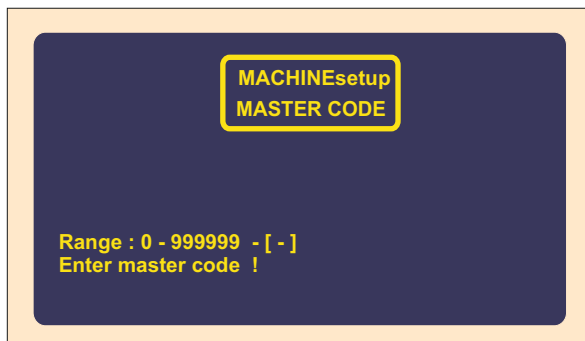 MACHINEsetup
MASTER CODE
Range : 0 - 999999 - [ - ]
Enter master code !